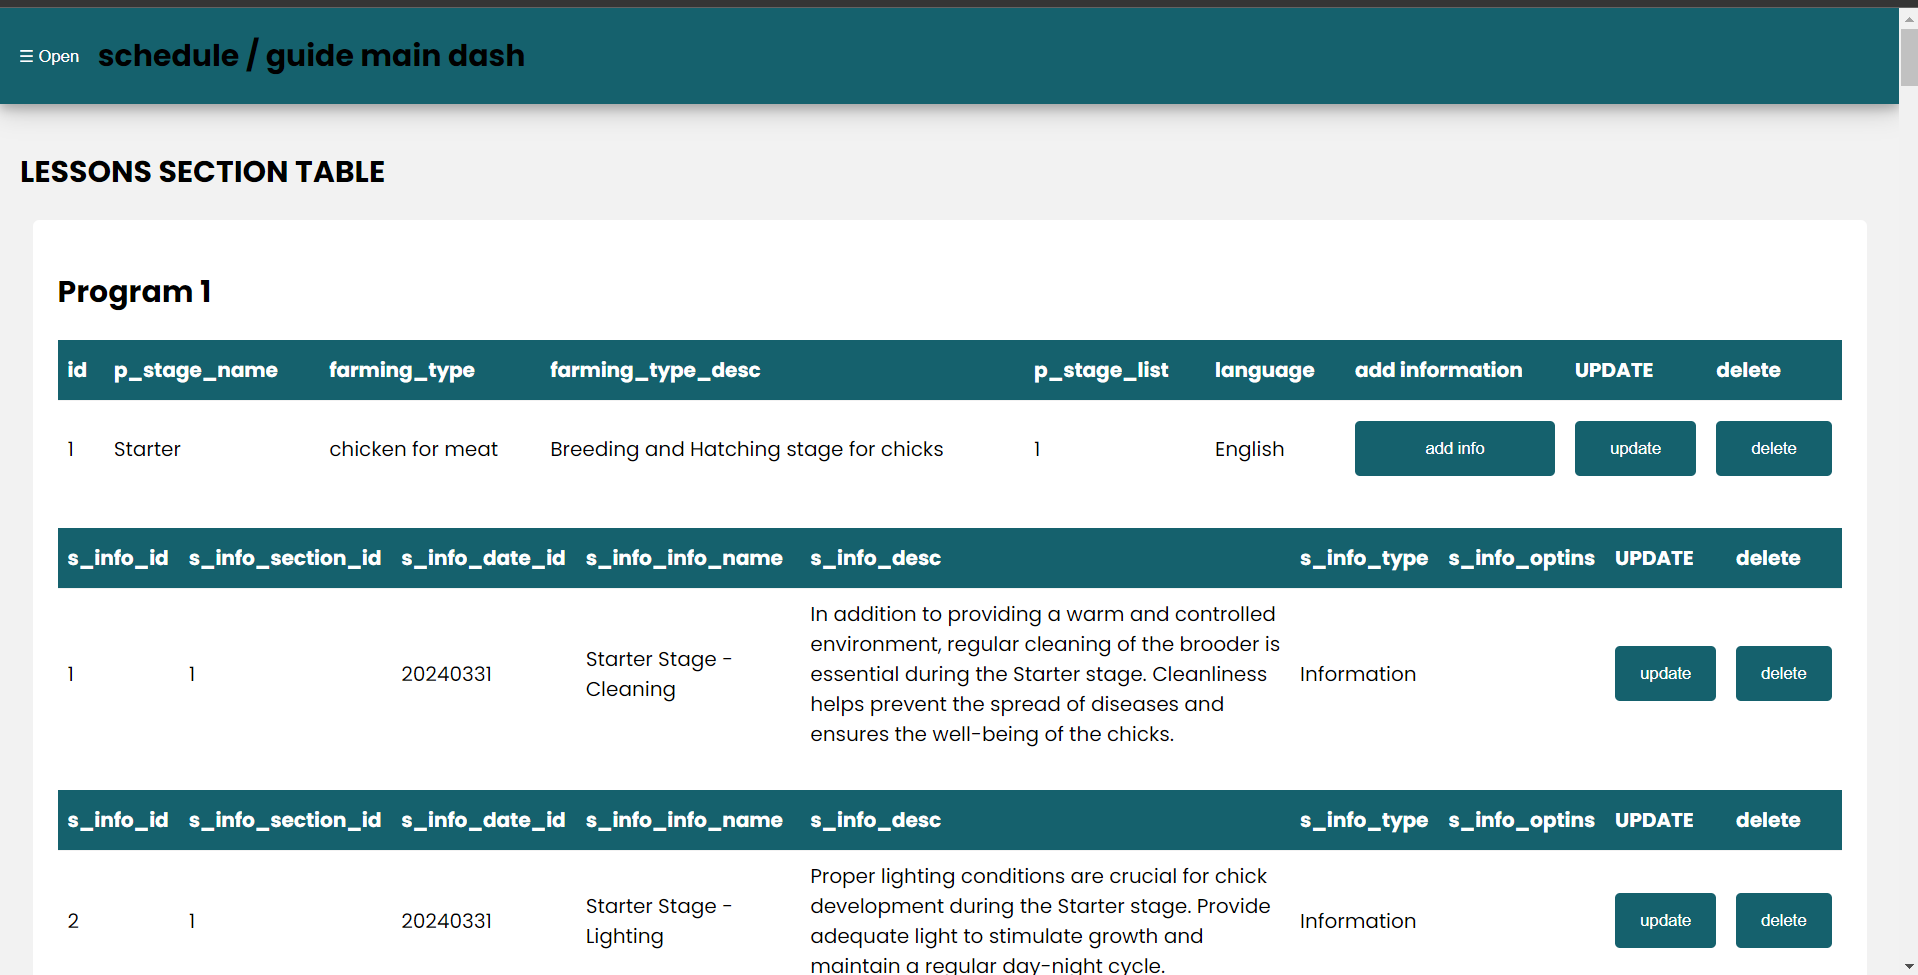 ☰ Open schedule / guide main dash
LESSONS SECTION TABLE
Program 1
id p_stage_name farming_type farming_type_desc p_stage_list language add information UPDATE delete
1 Starter chicken for meat Breeding and Hatching stage for chicks 1 English add info update delete
s_info_id s_info_section_id s_info_date_id s_info_info_name s_info_desc s_info_type s_info_optins UPDATE delete
1 1 20240331
Starter Stage -
Cleaning
In addition to providing a warm and controlled
environment, regular cleaning of the brooder is
essential during the Starter stage. Cleanliness
helps prevent the spread of diseases and
ensures the well-being of the chicks.
Information update delete
s_info_id s_info_section_id s_info_date_id s_info_info_name s_info_desc s_info_type s_info_optins UPDATE delete
2 1 20240331
Starter Stage -
Lighting
Proper lighting conditions are crucial for chick
development during the Starter stage. Provide
adequate light to stimulate growth and
maintain a regular day-night cycle.
Information update delete